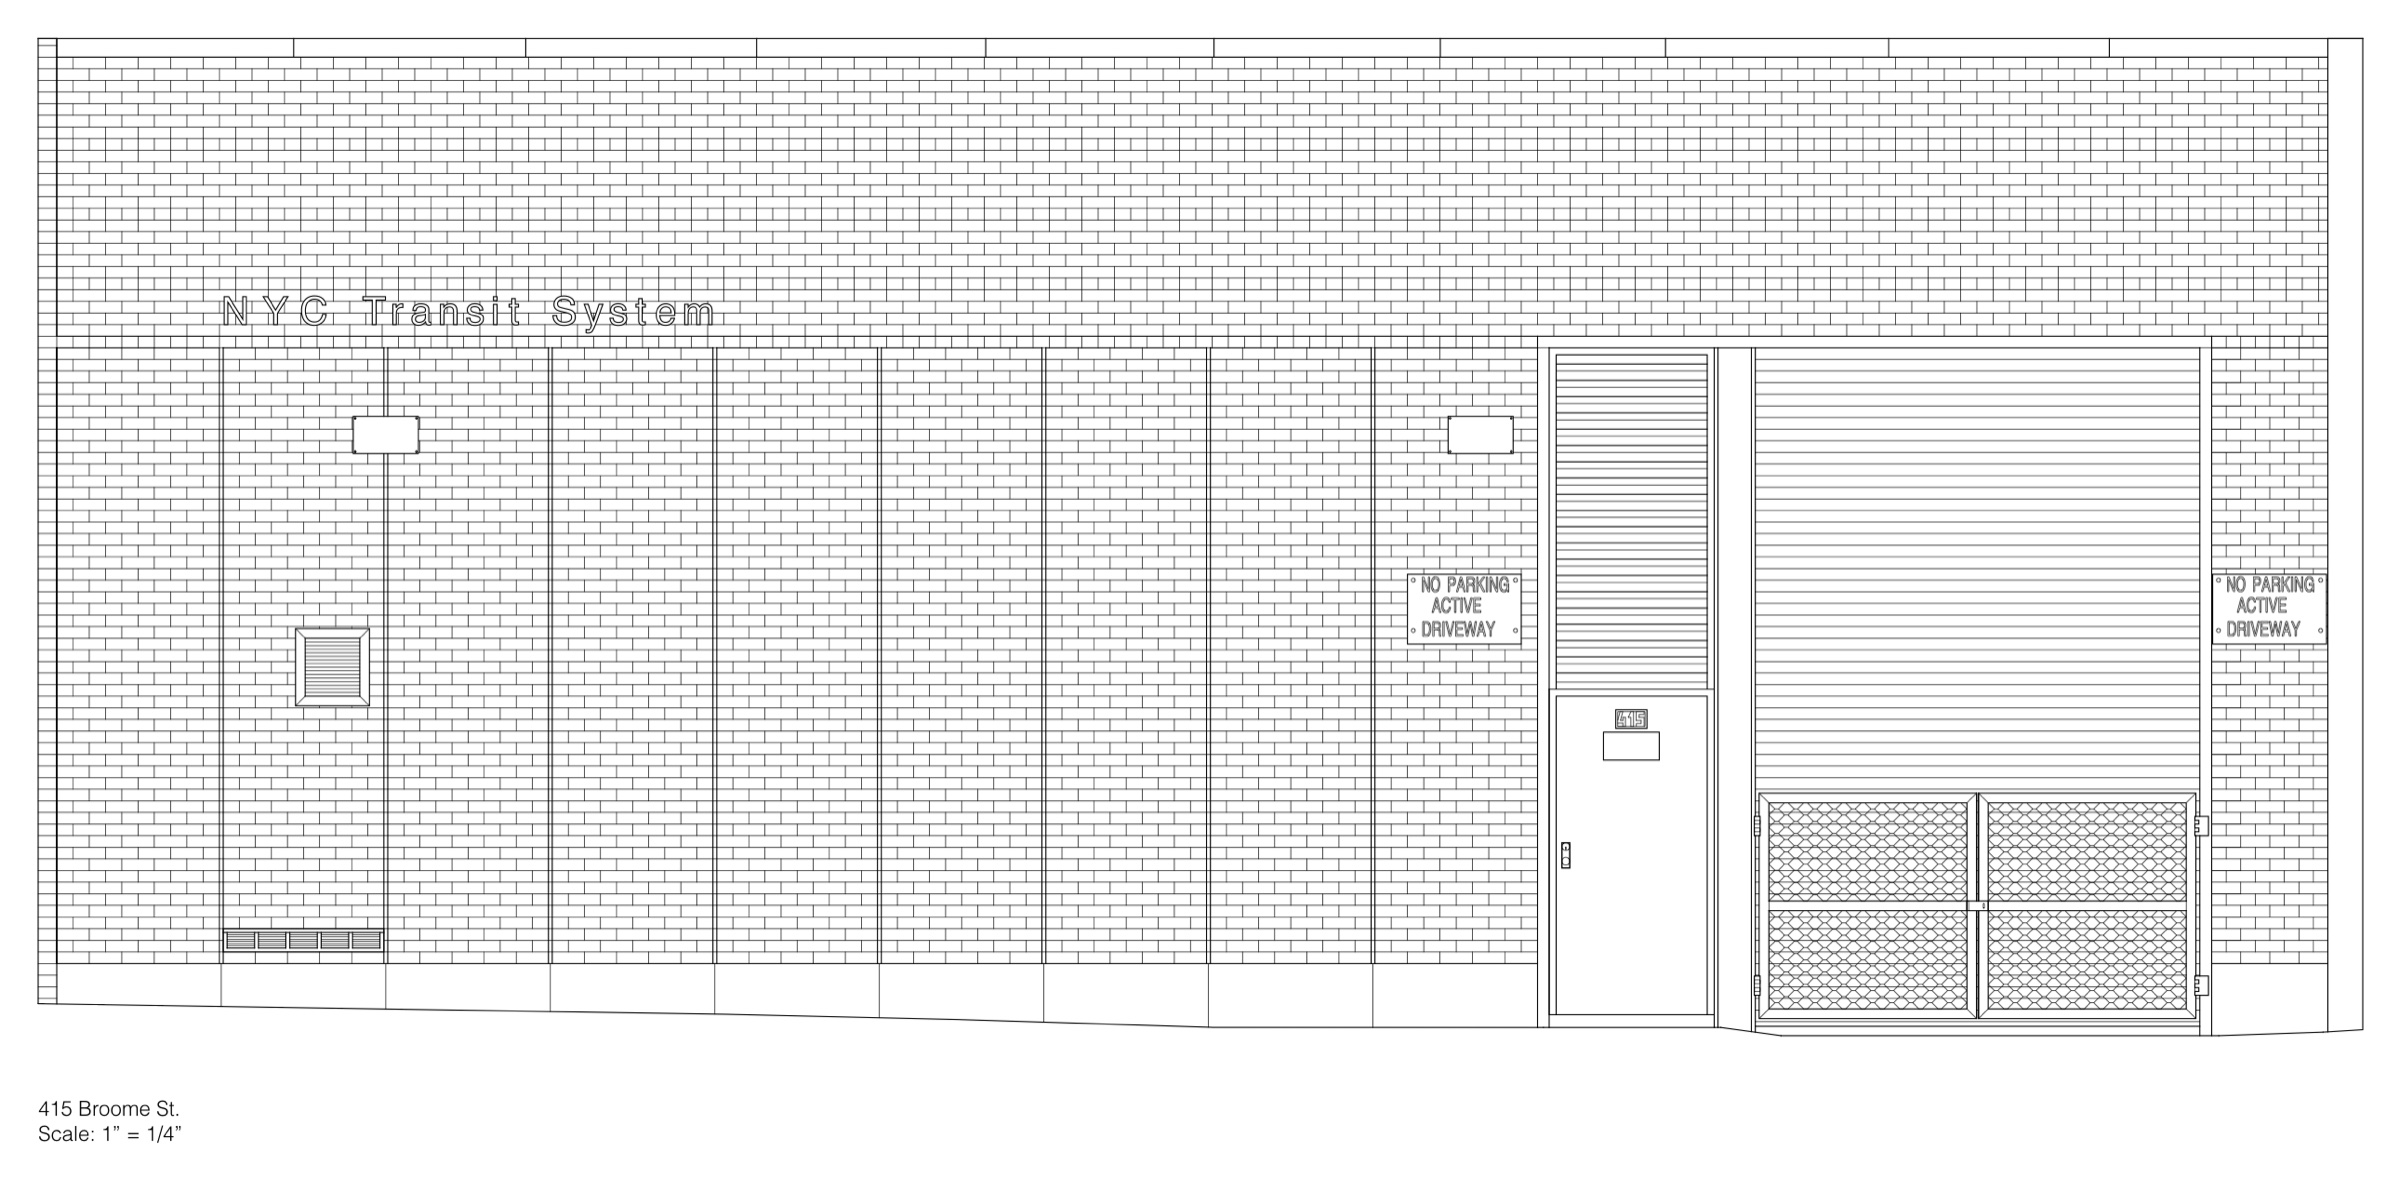 NYC Transit System
NO PARKING
ACTIVE
DRIVEWAY
NO PARKING
ACTIVE
DRIVEWAY
415
415 Broome St.
Scale: 1” = 1/4”